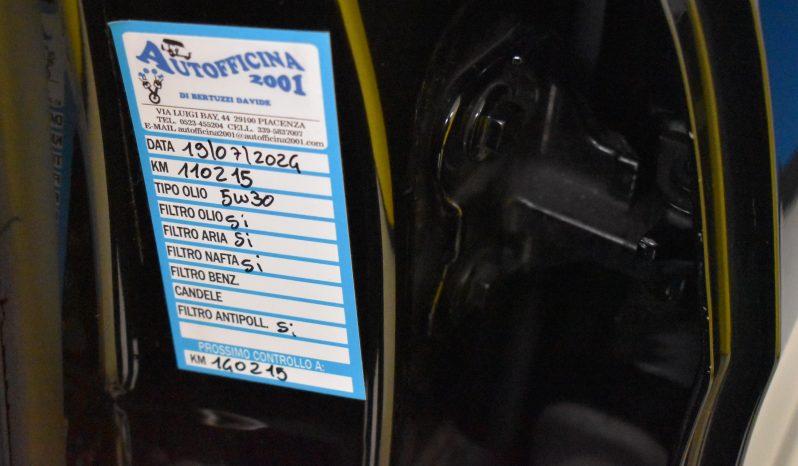 AUTOFFICINA
2001
DI BERTUZZI DAVIDE
VIA LUIGI BAY, 44 29100 PIACENZA
TEL. 0523-455204 CELL. 339-5837007
E-MAIL autofficina2001@autofficina2001.com
DATA 19/07/2024
KM 110215
TIPO OLIO 5W30
FILTRO OLIO Si
FILTRO ARIA Si
FILTRO NAFTA Si
FILTRO BENZ.
CANDELE
FILTRO ANTIPOLL. Si
PROSSIMO CONTROLLO A:
KM 140215